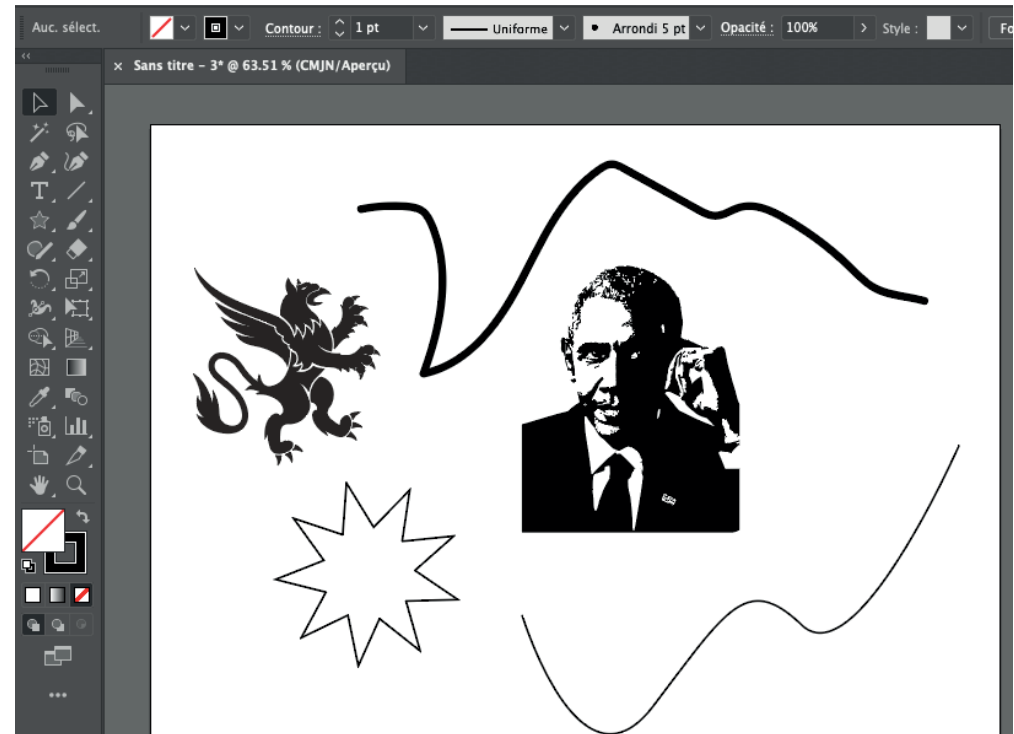 Auc. sélect. Contour : 1 pt Uniforme Arrondi 5 pt Opacité : 100% Style : Fo
× Sans titre – 3* @ 63.51 % (CMJN/Aperçu)